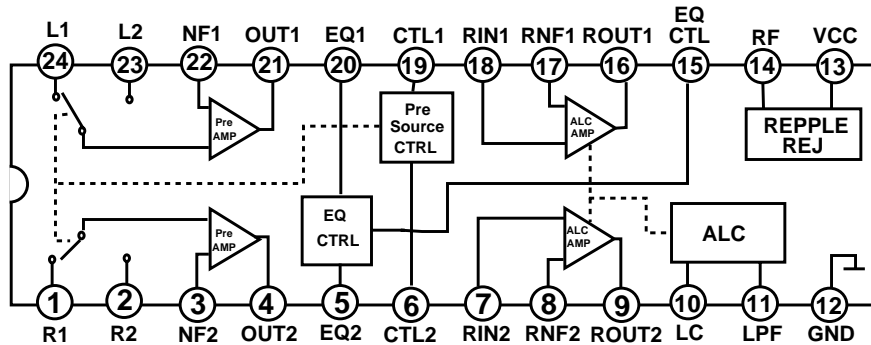 L1 L2 NF1 OUT1 EQ1 CTL1 RIN1 RNF1 ROUT1 EQ CTL RF VCC
24 23 22 21 20 19 18 17 16 15 14 13
Pre AMP
Pre Source CTRL
ALC AMP
REPPLE REJ
EQ CTRL
Pre AMP
ALC AMP
ALC
1 2 3 4 5 6 7 8 9 10 11 12
R1 R2 NF2 OUT2 EQ2 CTL2 RIN2 RNF2 ROUT2 LC LPF GND